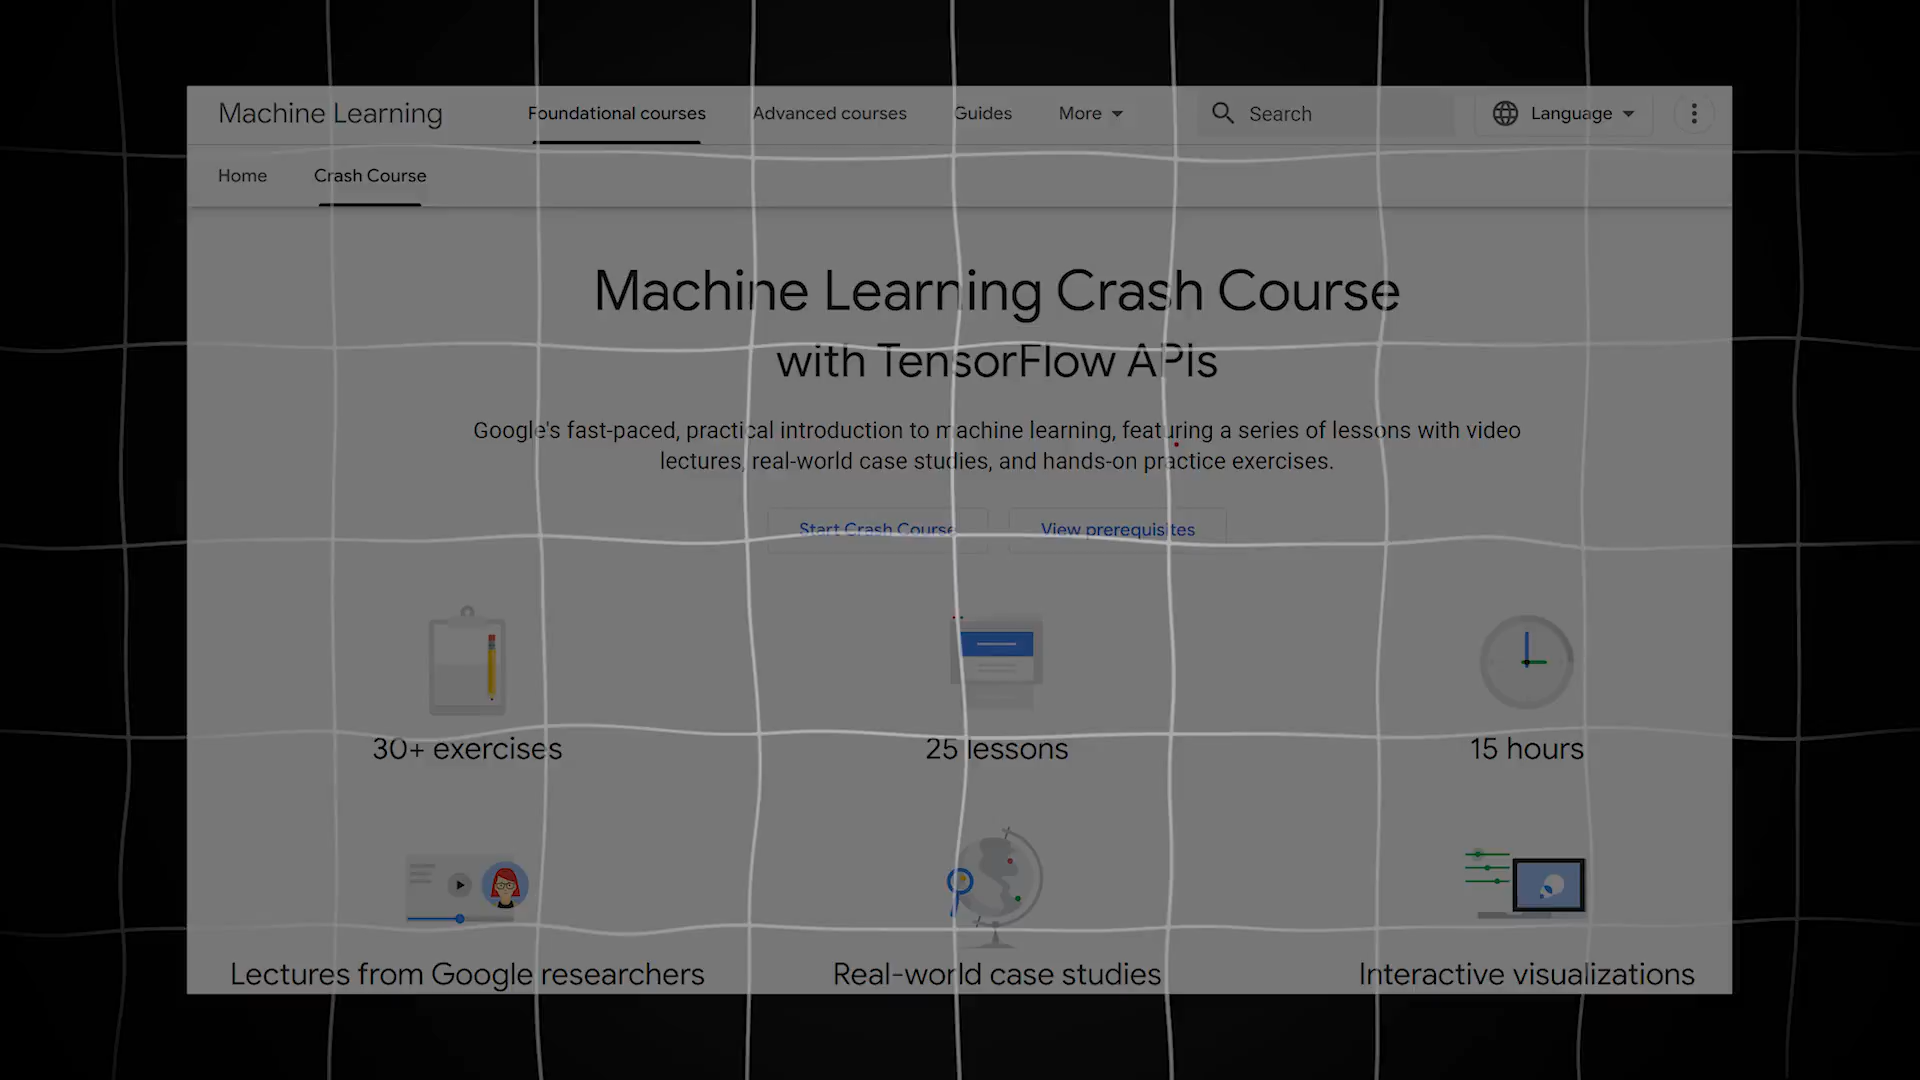 Machine Learning
Foundational courses
Advanced courses
Guides
More
Search
Language
Home
Crash Course
Machine Learning Crash Course
with TensorFlow APIs
Google's fast-paced, practical introduction to machine learning, featuring a series of lessons with video
lectures, real-world case studies, and hands-on practice exercises.
Start Crash Course
View prerequisites
30+ exercises
25 lessons
15 hours
Lectures from Google researchers
Real-world case studies
Interactive visualizations